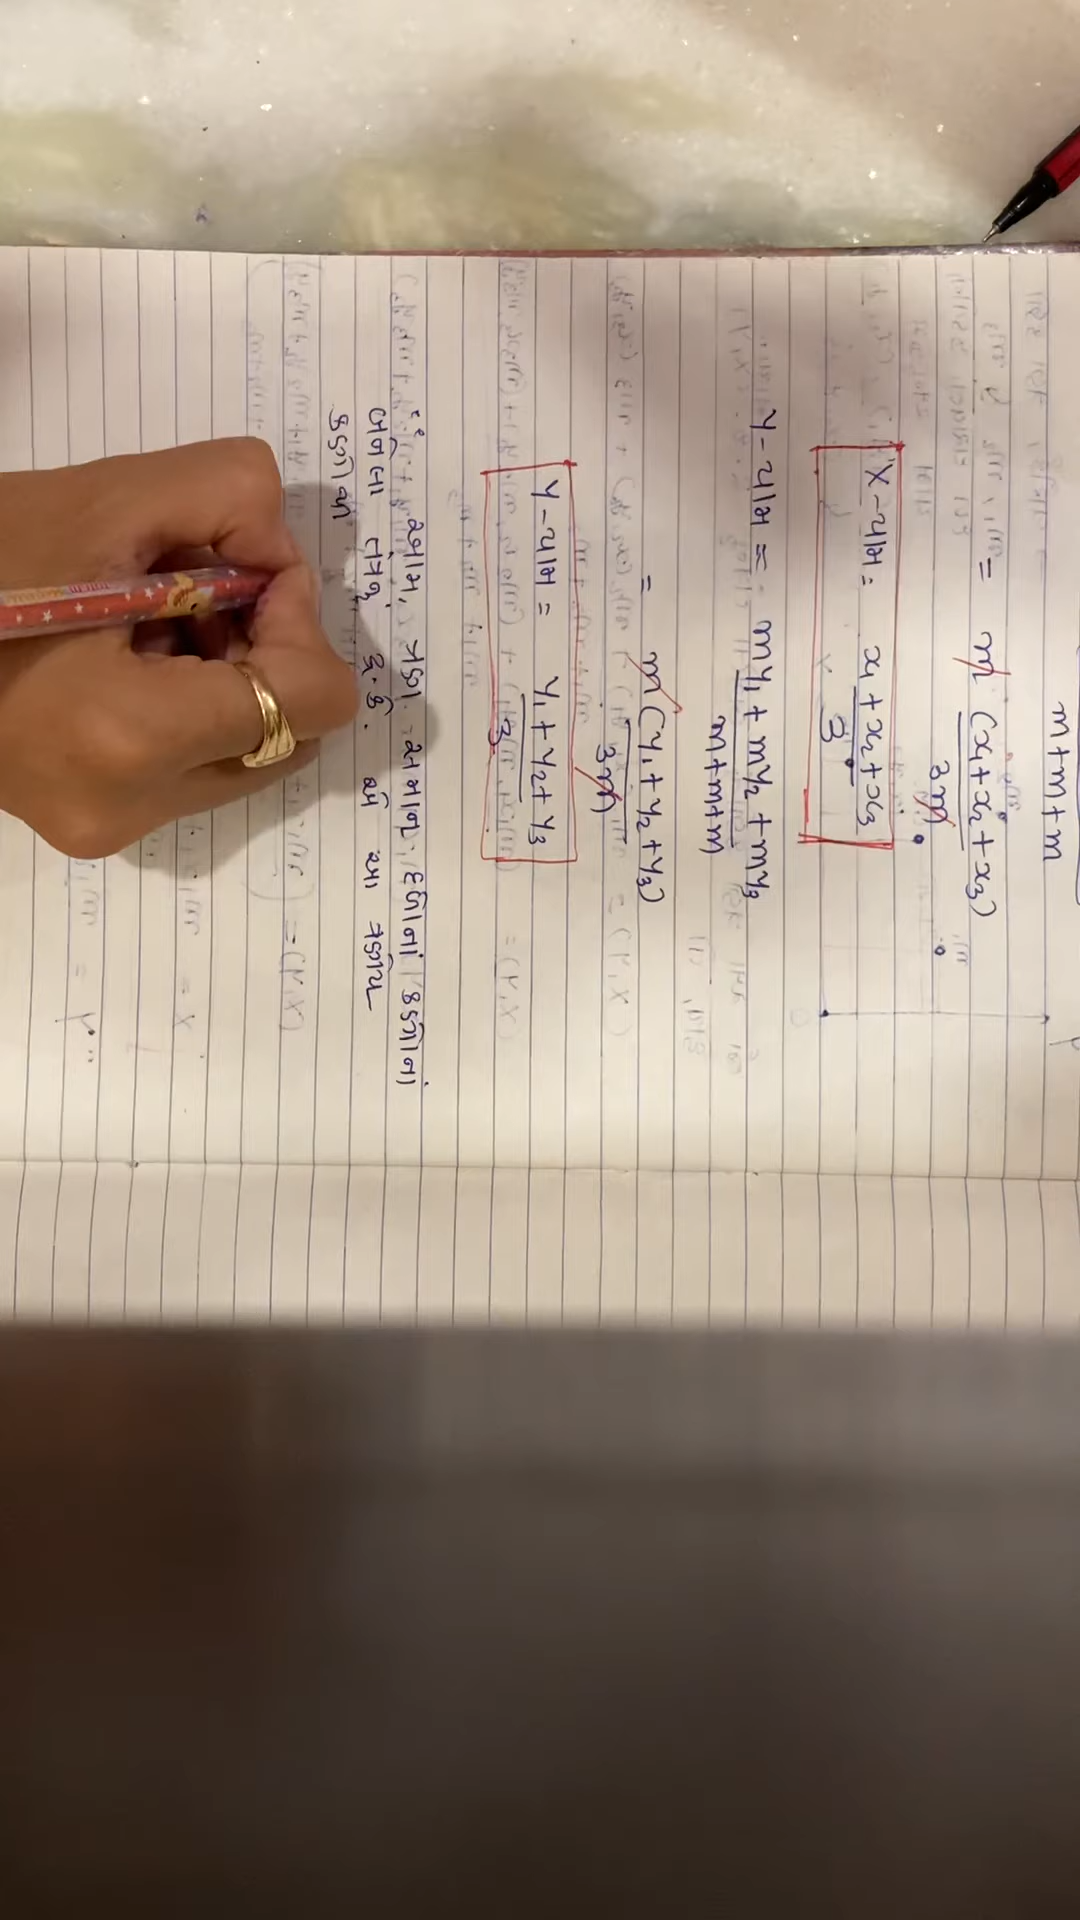 m+m+m
= m (x₁+x₂+x₃)
3m
x-યામ = x₁+x₂+x₃
3
y-યામ = my₁+my₂+my₃
m+m+m
= m(y₁+y₂+y₃)
3m
y-યામ = y₁+y₂+y₃
3
આમ, ત્રણ સમાન દળોનાં કણોનાં
બનેલા તંત્રનું દ્ર.કે. એ આ ત્રણેય
કણોથી